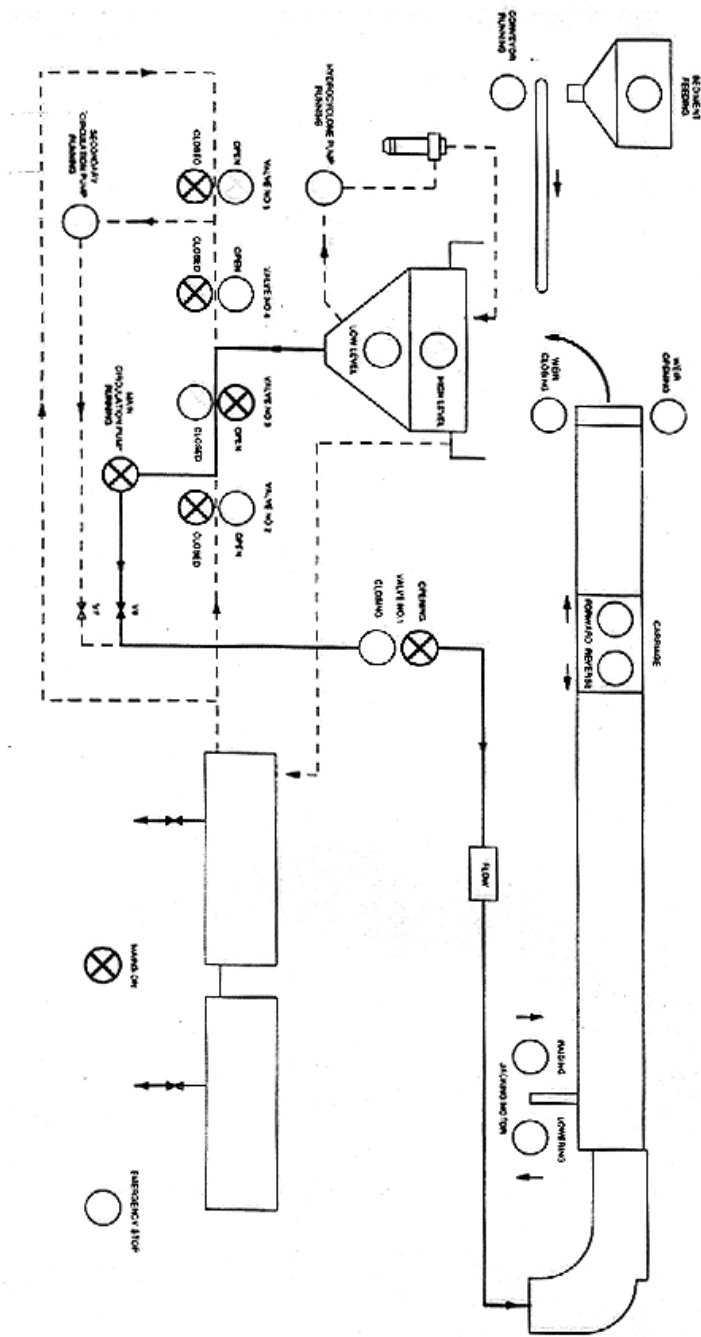 SEDIMENT
FEEDING
CONVEYOR
RUNNING
HYDROCYCLONE PUMP
RUNNING
WEIR
OPENING
WEIR
CLOSING
HIGH LEVEL
LOW LEVEL
VALVE NO 5
OPEN
CLOSED
VALVE NO 4
OPEN
CLOSED
VALVE NO 3
OPEN
CLOSED
VALVE NO 2
OPEN
CLOSED
SECONDARY
CIRCULATION PUMP
RUNNING
MAIN
CIRCULATION PUMP
RUNNING
V7
V6
OPENING
VALVE NO.1
CLOSING
CARRIAGE
FORWARD REVERSE
FLOW
RAISING
JACKING MOTOR
LOWERING
MAINS ON
EMERGENCY STOP